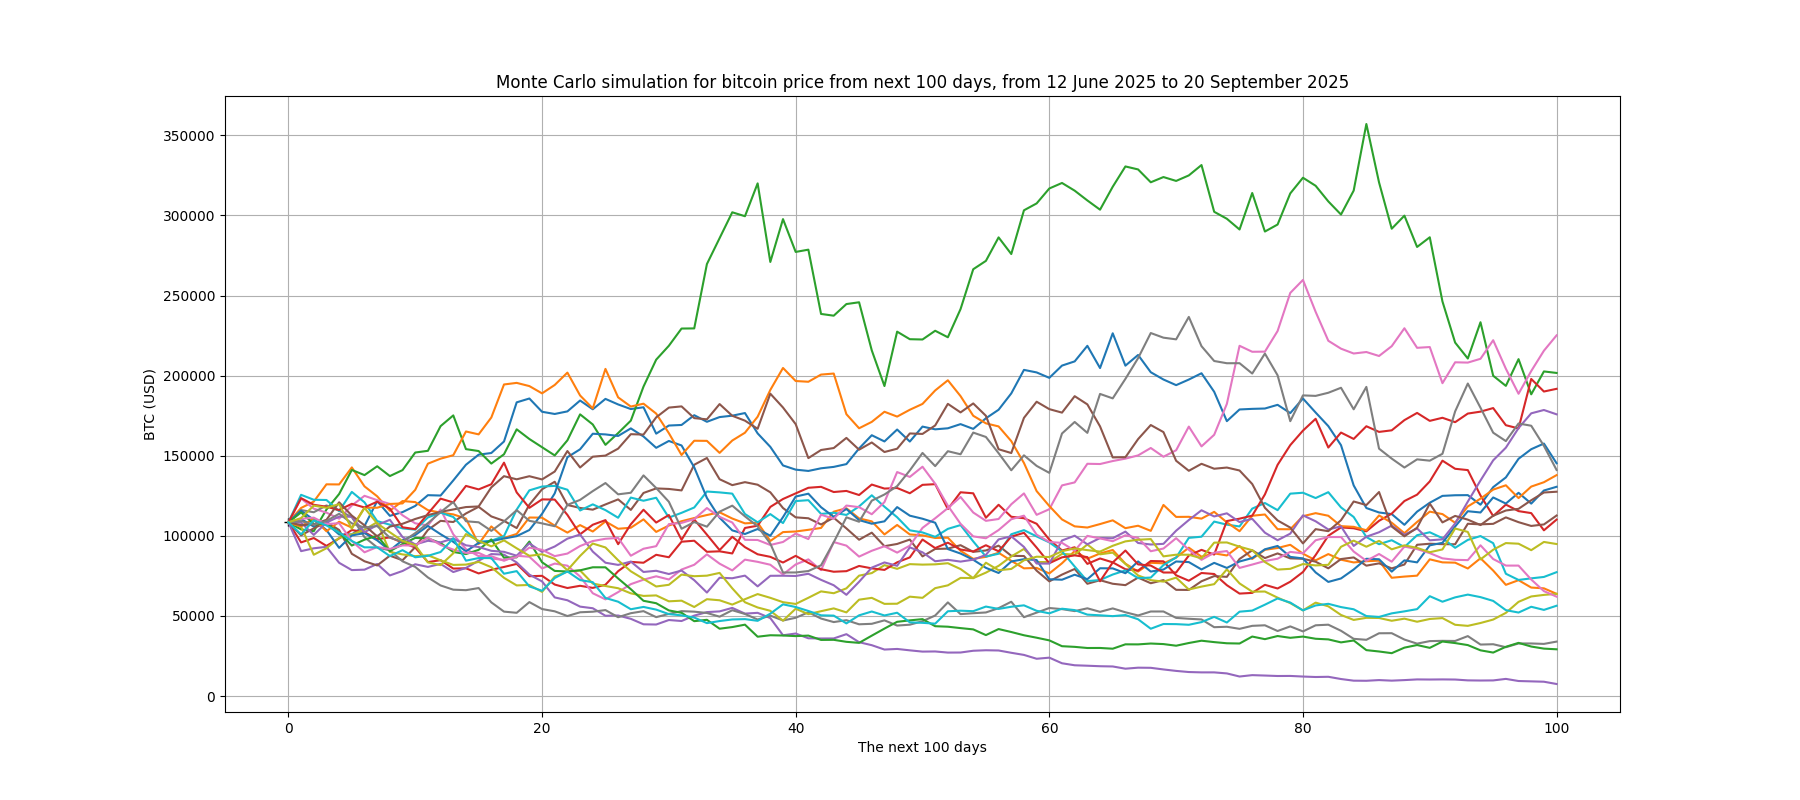 Monte Carlo simulation for bitcoin price from next 100 days, from 12 June 2025 to 20 September 2025
350000
300000
250000
200000
150000
100000
50000
0
BTC (USD)
0 20 40 60 80 100
The next 100 days